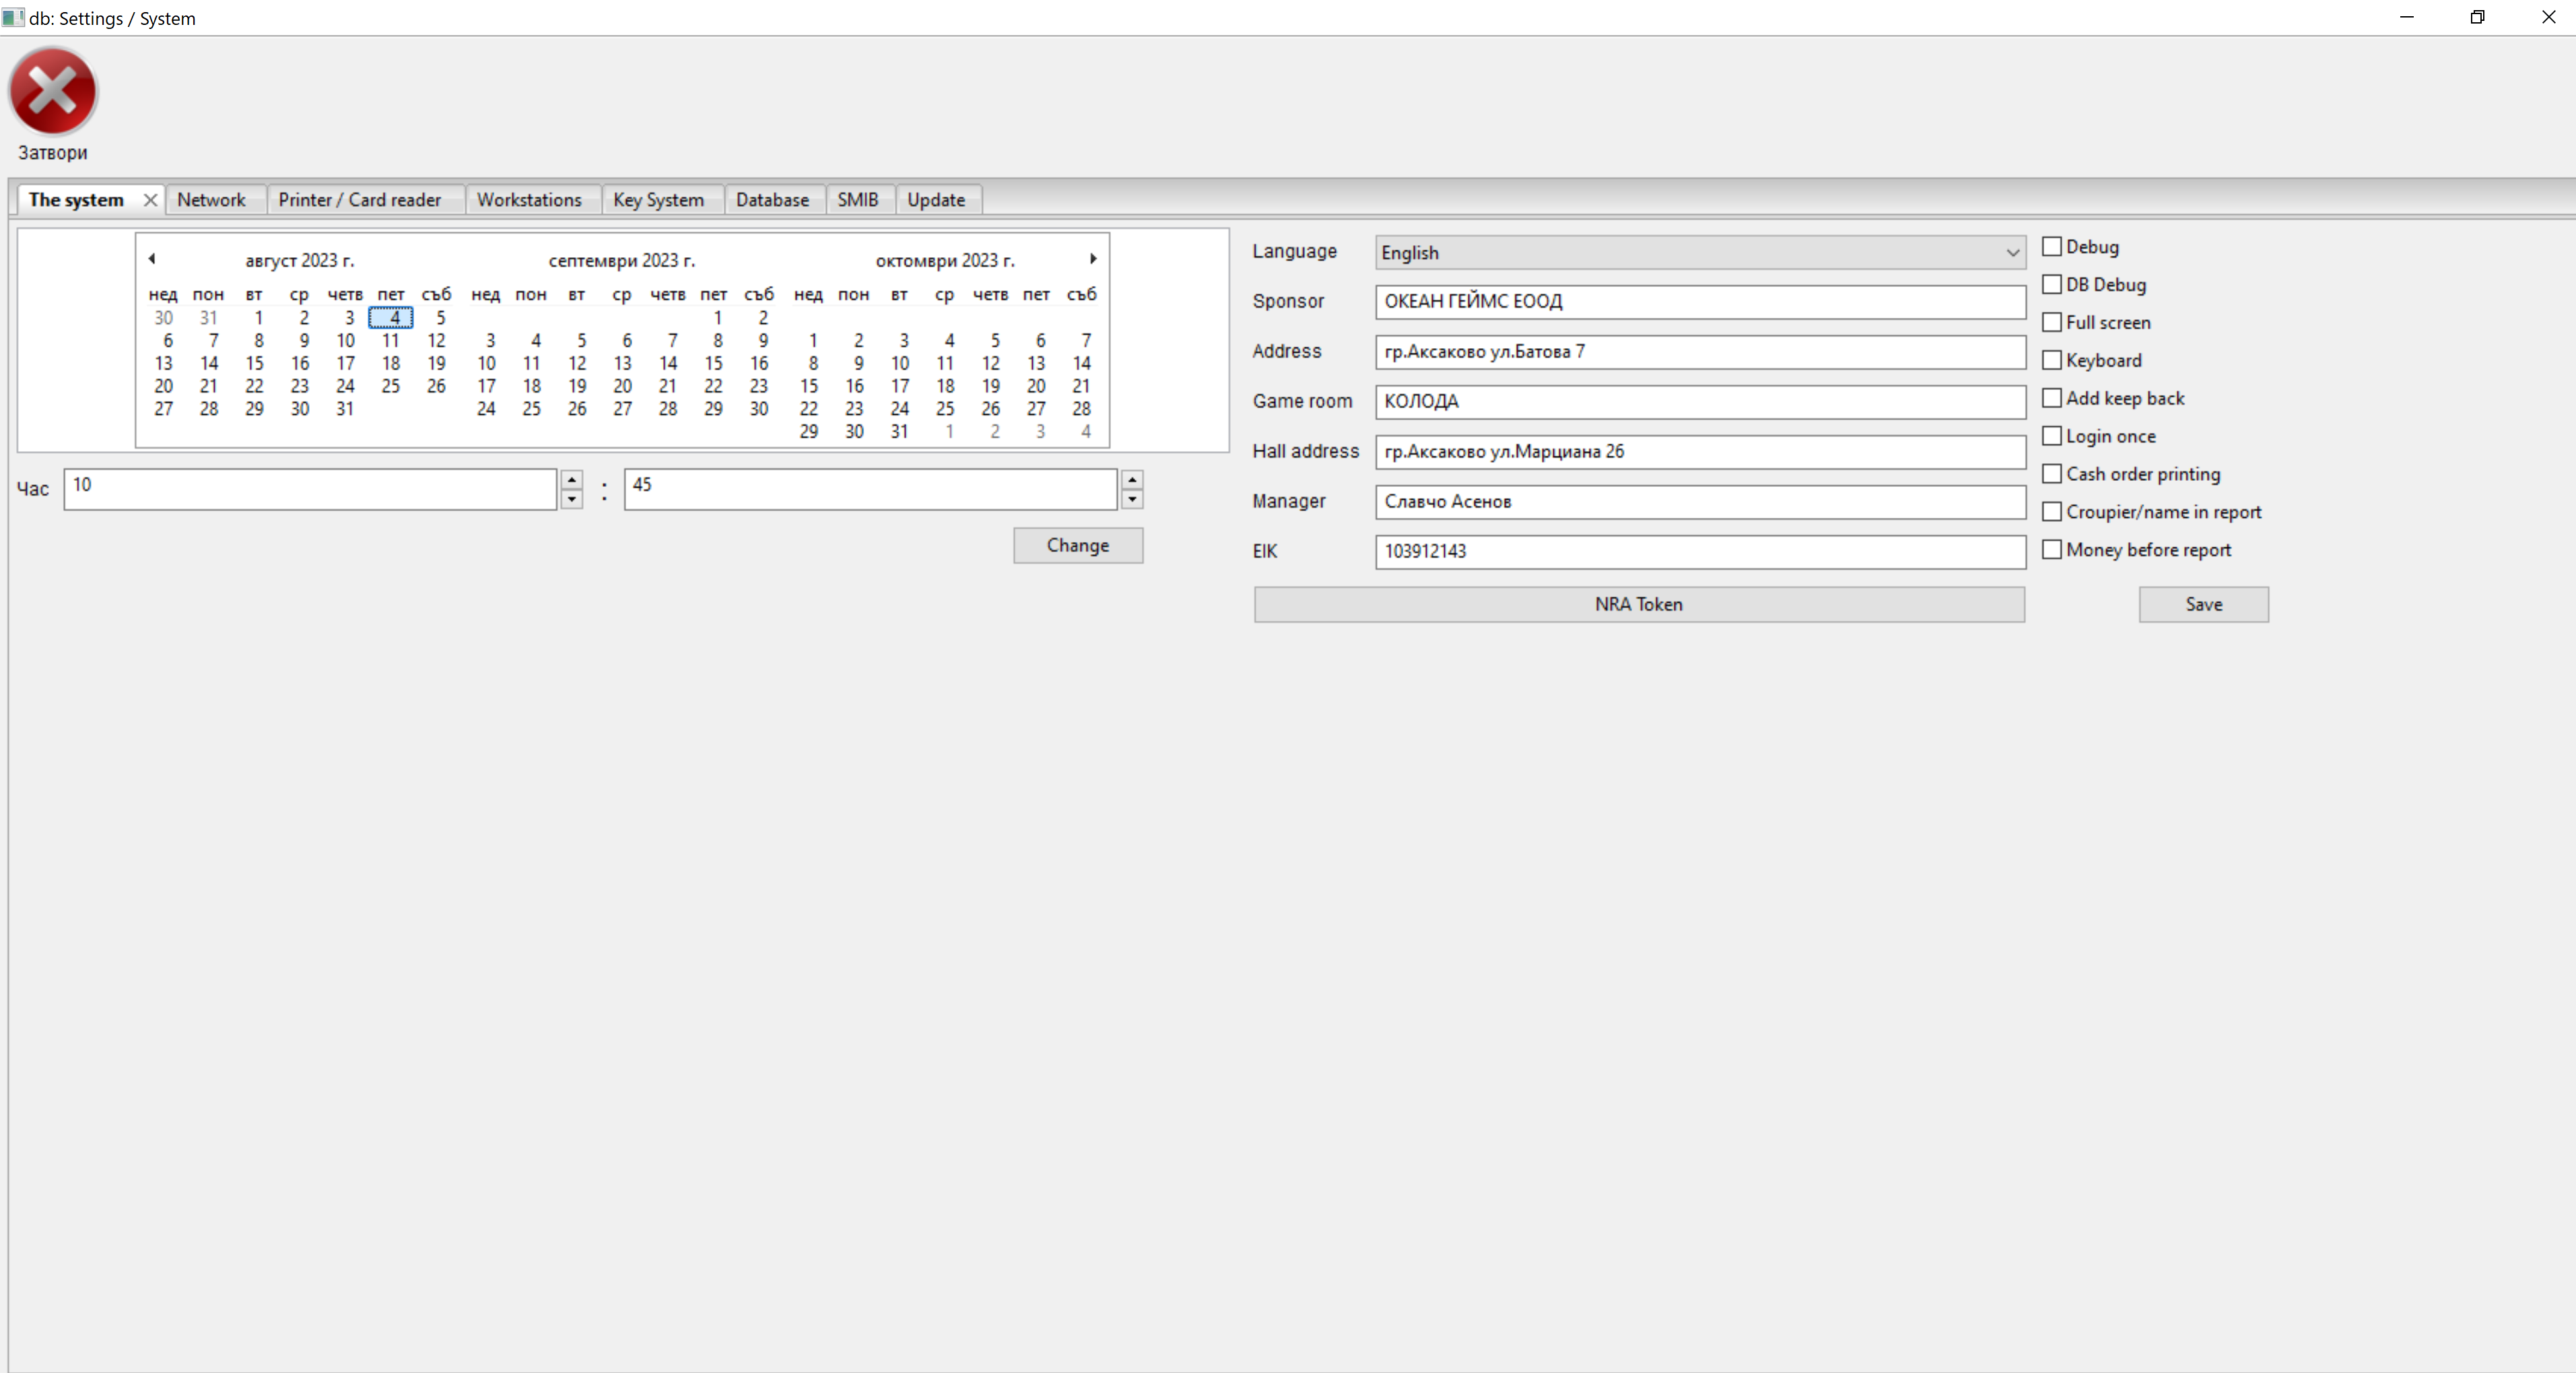 db: Settings / System
Затвори
The system Network Printer / Card reader Workstations Key System Database SMIB Update
август 2023 г. септември 2023 г. октомври 2023 г.
нед пон вт ср четв пет съб нед пон вт ср четв пет съб нед пон вт ср четв пет съб
30 31 1 2 3 4 5 1 2
6 7 8 9 10 11 12 3 4 5 6 7 8 9 1 2 3 4 5 6 7
13 14 15 16 17 18 19 10 11 12 13 14 15 16 8 9 10 11 12 13 14
20 21 22 23 24 25 26 17 18 19 20 21 22 23 15 16 17 18 19 20 21
27 28 29 30 31 24 25 26 27 28 29 30 22 23 24 25 26 27 28
29 30 31 1 2 3 4
Час 10 : 45
Change
Language English
Sponsor ОКЕАН ГЕЙМС ЕООД
Address гр.Аксаково ул.Батова 7
Game room КОЛОДА
Hall address гр.Аксаково ул.Марциана 26
Manager Славчо Асенов
EIK 103912143
NRA Token
Debug
DB Debug
Full screen
Keyboard
Add keep back
Login once
Cash order printing
Croupier/name in report
Money before report
Save